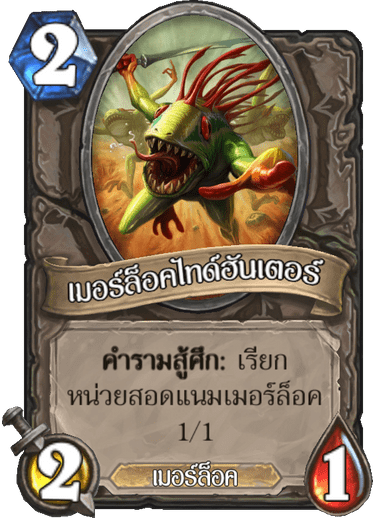 2
เมอร์ล็อคไทด์ฮันเตอร์
คำรามสู้ศึก: เรียก
หน่วยสอดแนมเมอร์ล็อค
1/1
2
เมอร์ล็อค
1